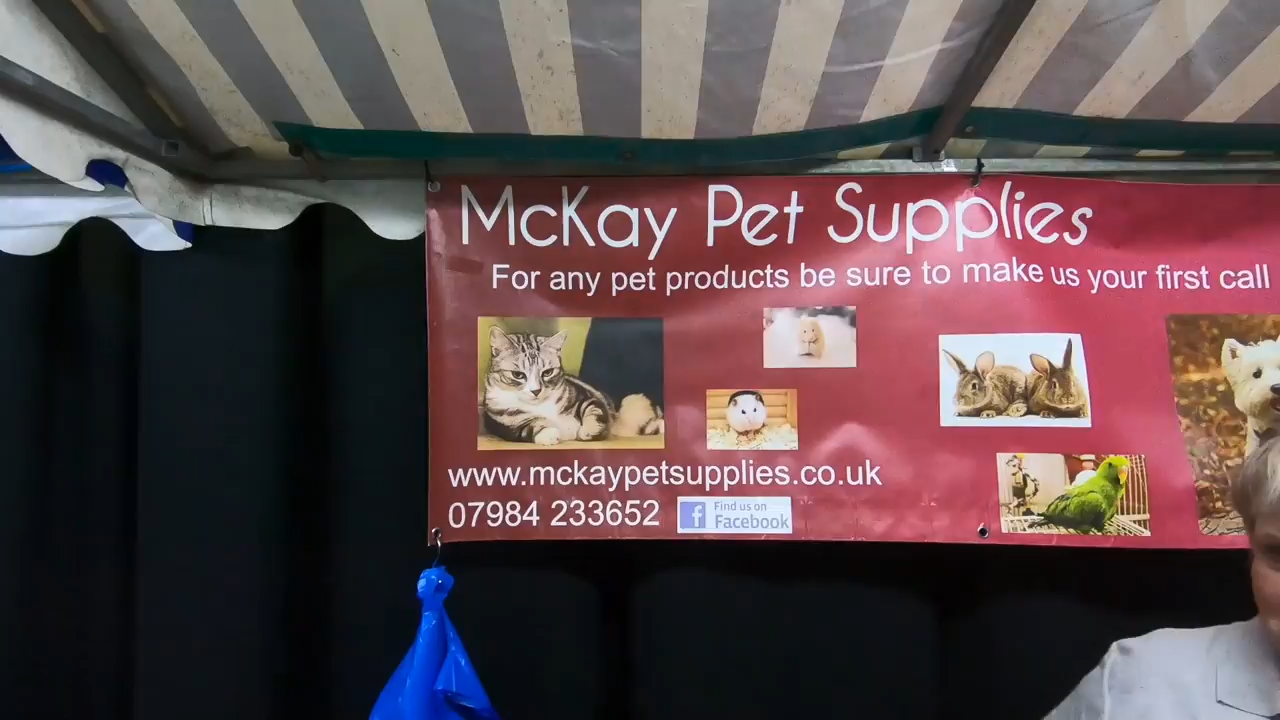 McKay Pet Supplies
For any pet products be sure to make us your first call
www.mckaypetsupplies.co.uk
07984 233652
Find us on
Facebook